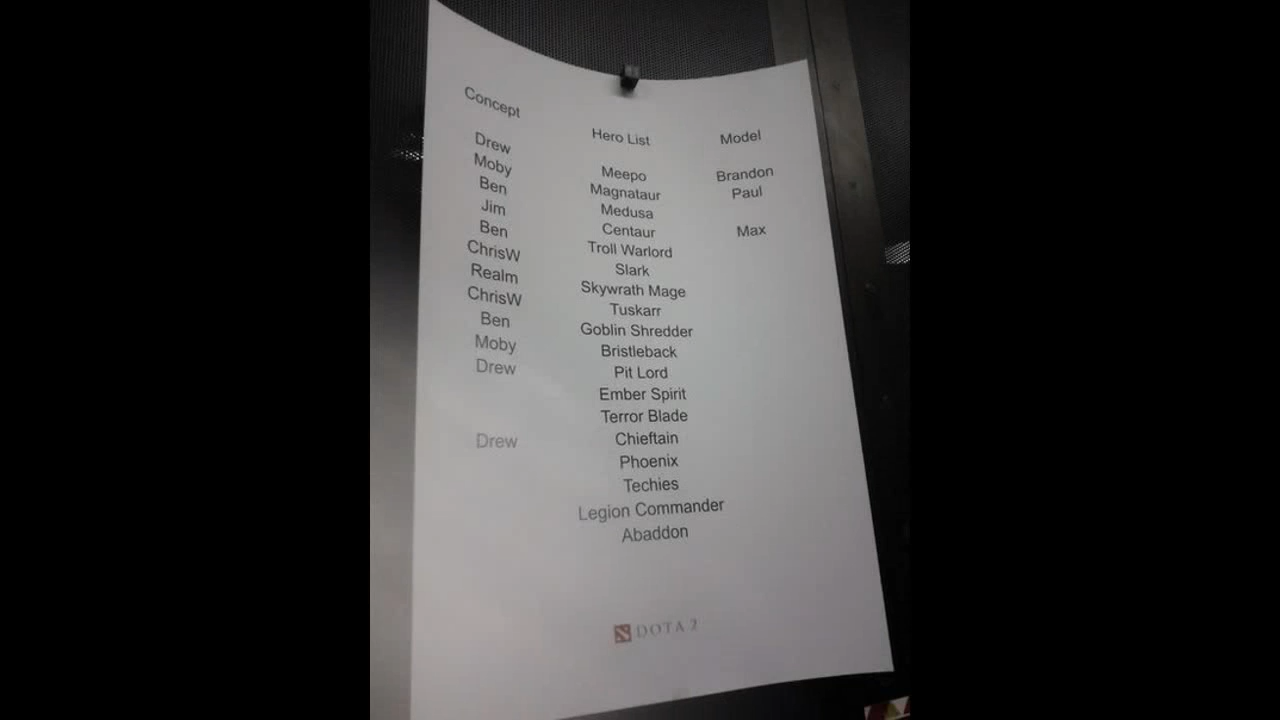 Concept Hero List Model
Drew Meepo Brandon
Moby Magnataur Paul
Ben Medusa
Jim Centaur Max
Ben Troll Warlord
ChrisW Slark
Realm Skywrath Mage
ChrisW Tuskarr
Ben Goblin Shredder
Moby Bristleback
Drew Pit Lord
Ember Spirit
Terror Blade
Drew Chieftain
Phoenix
Techies
Legion Commander
Abaddon
DOTA 2